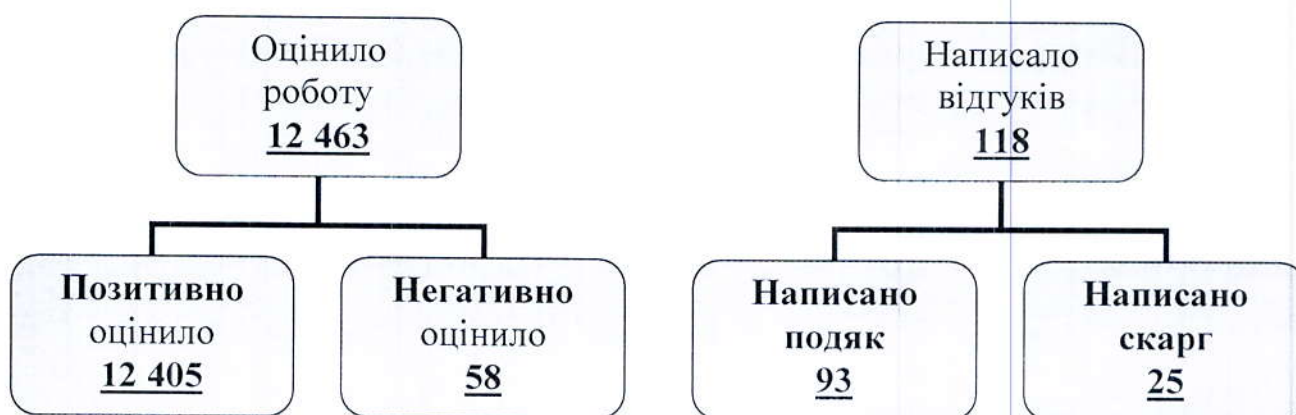 Оцінило
роботу
12 463
Написало
відгуків
118
Позитивно
оцінило
12 405
Негативно
оцінило
58
Написано
подяк
93
Написано
скарг
25